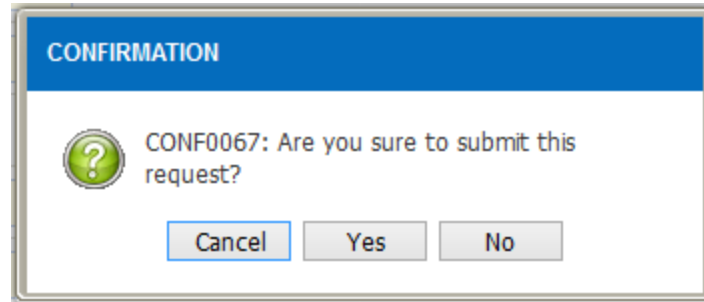 CONFIRMATION
CONF0067: Are you sure to submit this
request?
Cancel Yes No